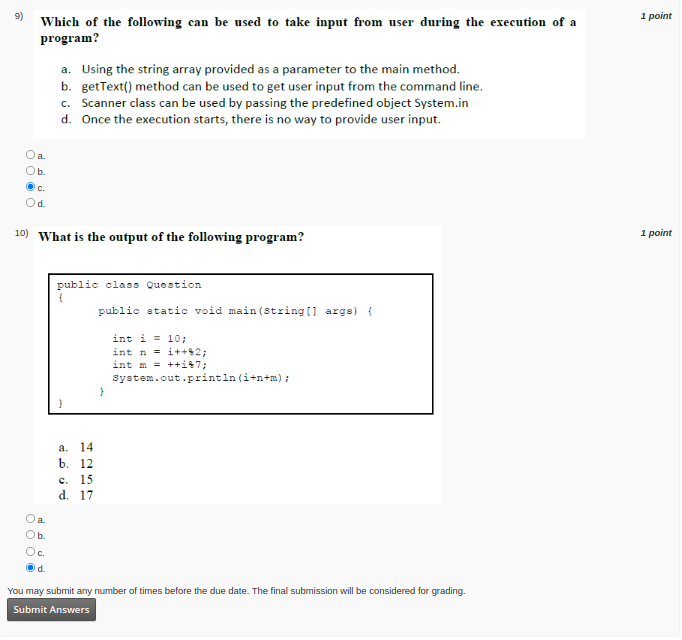 9) Which of the following can be used to take input from user during the execution of a 1 point
program?
a. Using the string array provided as a parameter to the main method.
b. getText() method can be used to get user input from the command line.
c. Scanner class can be used by passing the predefined object System.in
d. Once the execution starts, there is no way to provide user input.
a.
b.
c.
d.
10) What is the output of the following program? 1 point
public class Question
{
public static void main(String[] args) {
int i = 10;
int n = i++%2;
int m = ++i%7;
System.out.println(i+n+m);
}
}
a. 14
b. 12
c. 15
d. 17
a.
b.
c.
d.
You may submit any number of times before the due date. The final submission will be considered for grading.
Submit Answers